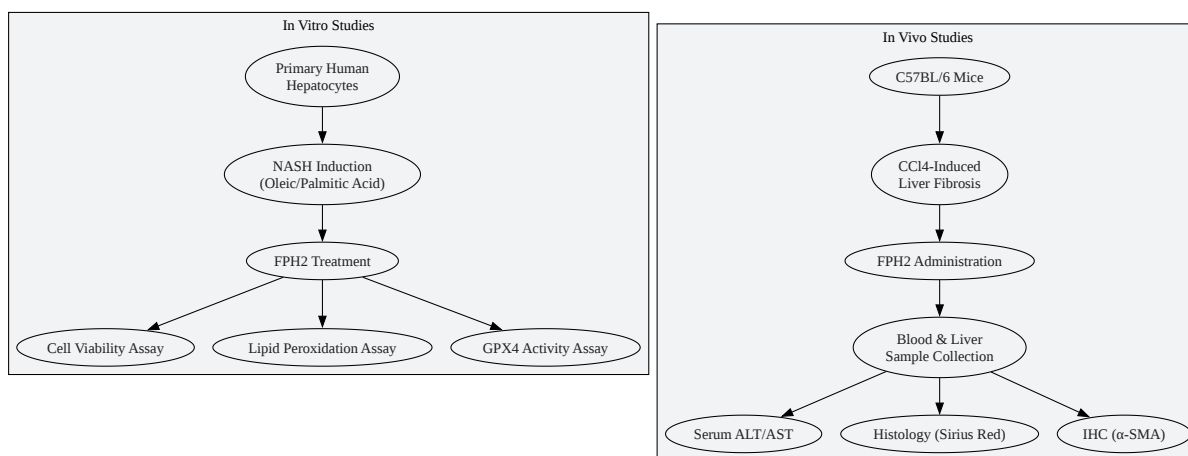 In Vitro Studies
Primary Human
Hepatocytes
NASH Induction
(Oleic/Palmitic Acid)
FPH2 Treatment
Cell Viability Assay
Lipid Peroxidation Assay
GPX4 Activity Assay
In Vivo Studies
C57BL/6 Mice
CCl4-Induced
Liver Fibrosis
FPH2 Administration
Blood & Liver
Sample Collection
Serum ALT/AST
Histology (Sirius Red)
IHC (α-SMA)